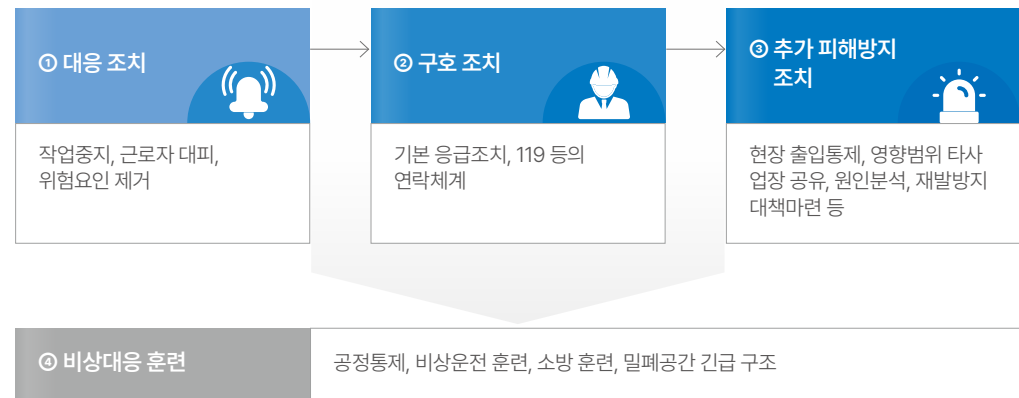 ① 대응 조치
작업중지, 근로자 대피,
위험요인 제거
② 구호 조치
기본 응급조치, 119 등의
연락체계
③ 추가 피해방지
조치
현장 출입통제, 영향범위 타사
업장 공유, 원인분석, 재발방지
대책마련 등
④ 비상대응 훈련
공정통제, 비상운전 훈련, 소방 훈련, 밀폐공간 긴급 구조